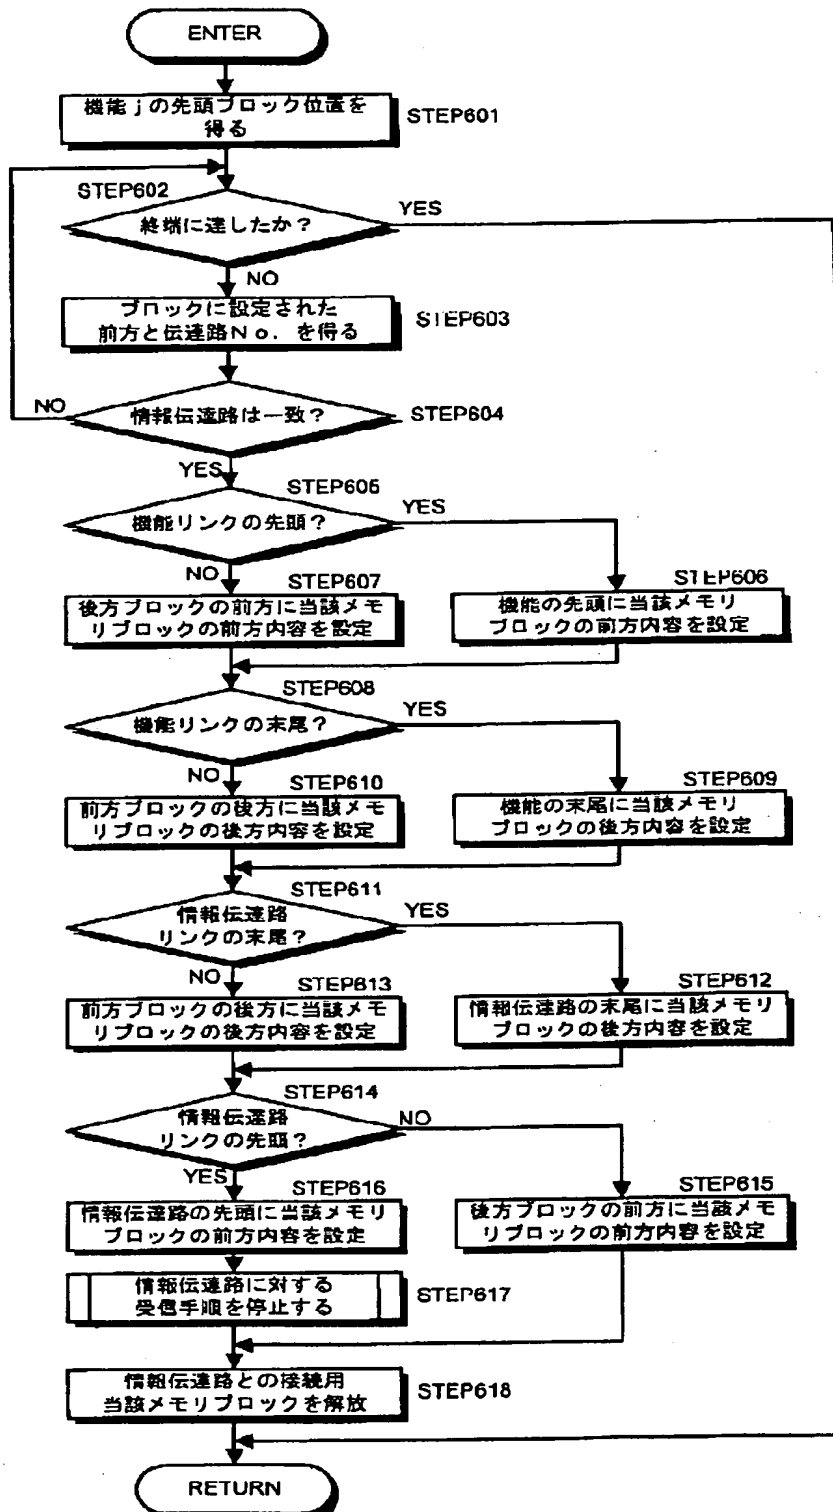 ENTER
機能jの先頭ブロック位置を
得る
STEP601
STEP602
終端に達したか？
YES
NO
ブロックに設定された
前方と伝達路No．を得る
STEP603
NO
情報伝達路は一致？
STEP604
YES
STEP605
機能リンクの先頭？
YES
NO
STEP607
後方ブロックの前方に当該メモ
リブロックの前方内容を設定
STEP606
機能の先頭に当該メモリ
ブロックの前方内容を設定
STEP608
機能リンクの末尾？
YES
NO
STEP610
前方ブロックの後方に当該メモ
リブロックの後方内容を設定
STEP609
機能の末尾に当該メモリ
ブロックの後方内容を設定
STEP611
情報伝達路
リンクの末尾？
YES
NO
STEP613
前方ブロックの後方に当該メモ
リブロックの後方内容を設定
STEP612
情報伝達路の末尾に当該メモリ
ブロックの後方内容を設定
STEP614
情報伝達路
リンクの先頭？
NO
YES
STEP616
情報伝達路の先頭に当該メモリ
ブロックの前方内容を設定
STEP615
後方ブロックの前方に当該メモ
リブロックの前方内容を設定
情報伝達路に対する
受信手順を停止する
STEP617
情報伝達路との接続用
当該メモリブロックを解放
STEP618
RETURN